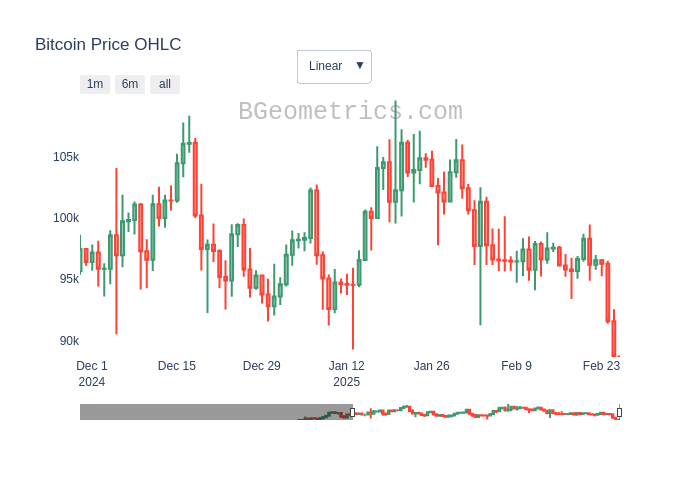 Bitcoin Price OHLC
Linear ▼
1m 6m all
BGeometrics.com
105k
100k
95k
90k
Dec 1 Dec 15 Dec 29 Jan 12 Jan 26 Feb 9 Feb 23
2024 2025